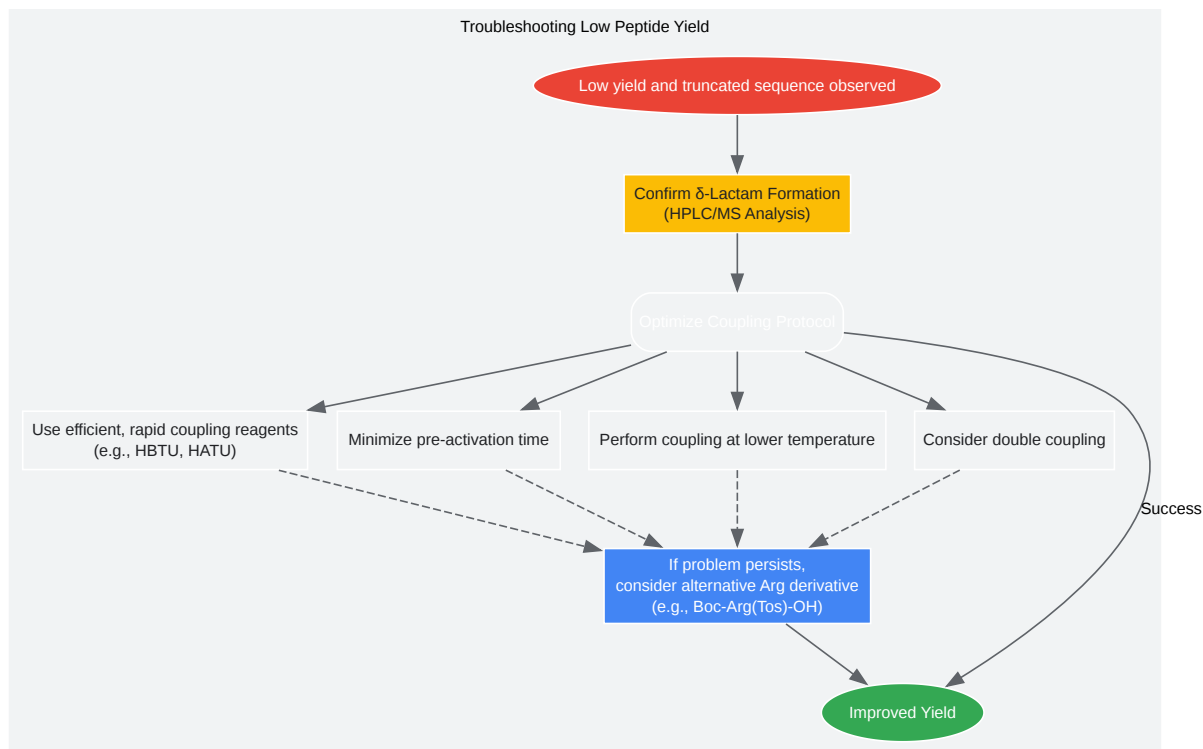 Troubleshooting Low Peptide Yield
Low yield and truncated sequence observed
Confirm δ-Lactam Formation
(HPLC/MS Analysis)
Optimize Coupling Protocol
Use efficient, rapid coupling reagents
(e.g., HBTU, HATU)
Minimize pre-activation time
Perform coupling at lower temperature
Consider double coupling
Success
If problem persists,
consider alternative Arg derivative
(e.g., Boc-Arg(Tos)-OH)
Improved Yield